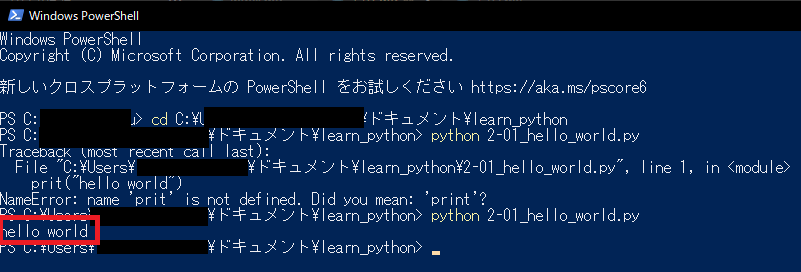 Windows PowerShell
Windows PowerShell
Copyright (C) Microsoft Corporation. All rights reserved.
新しいクロスプラットフォームの PowerShell をお試しください https://aka.ms/pscore6
PS C: > cd C:¥ ¥ドキュメント¥learn_python
PS C: ¥ドキュメント¥learn_python> python 2-01_hello_world.py
Traceback (most recent call last):
File "C:¥Users¥ ¥ドキュメント¥learn_python¥2-01_hello_world.py", line 1, in <module>
prit("hello world")
NameError: name 'prit' is not defined. Did you mean: 'print'?
PS C:¥Users¥ ¥ドキュメント¥learn_python> python 2-01_hello_world.py
hello world
PS C:¥Users¥ ¥ドキュメント¥learn_python>